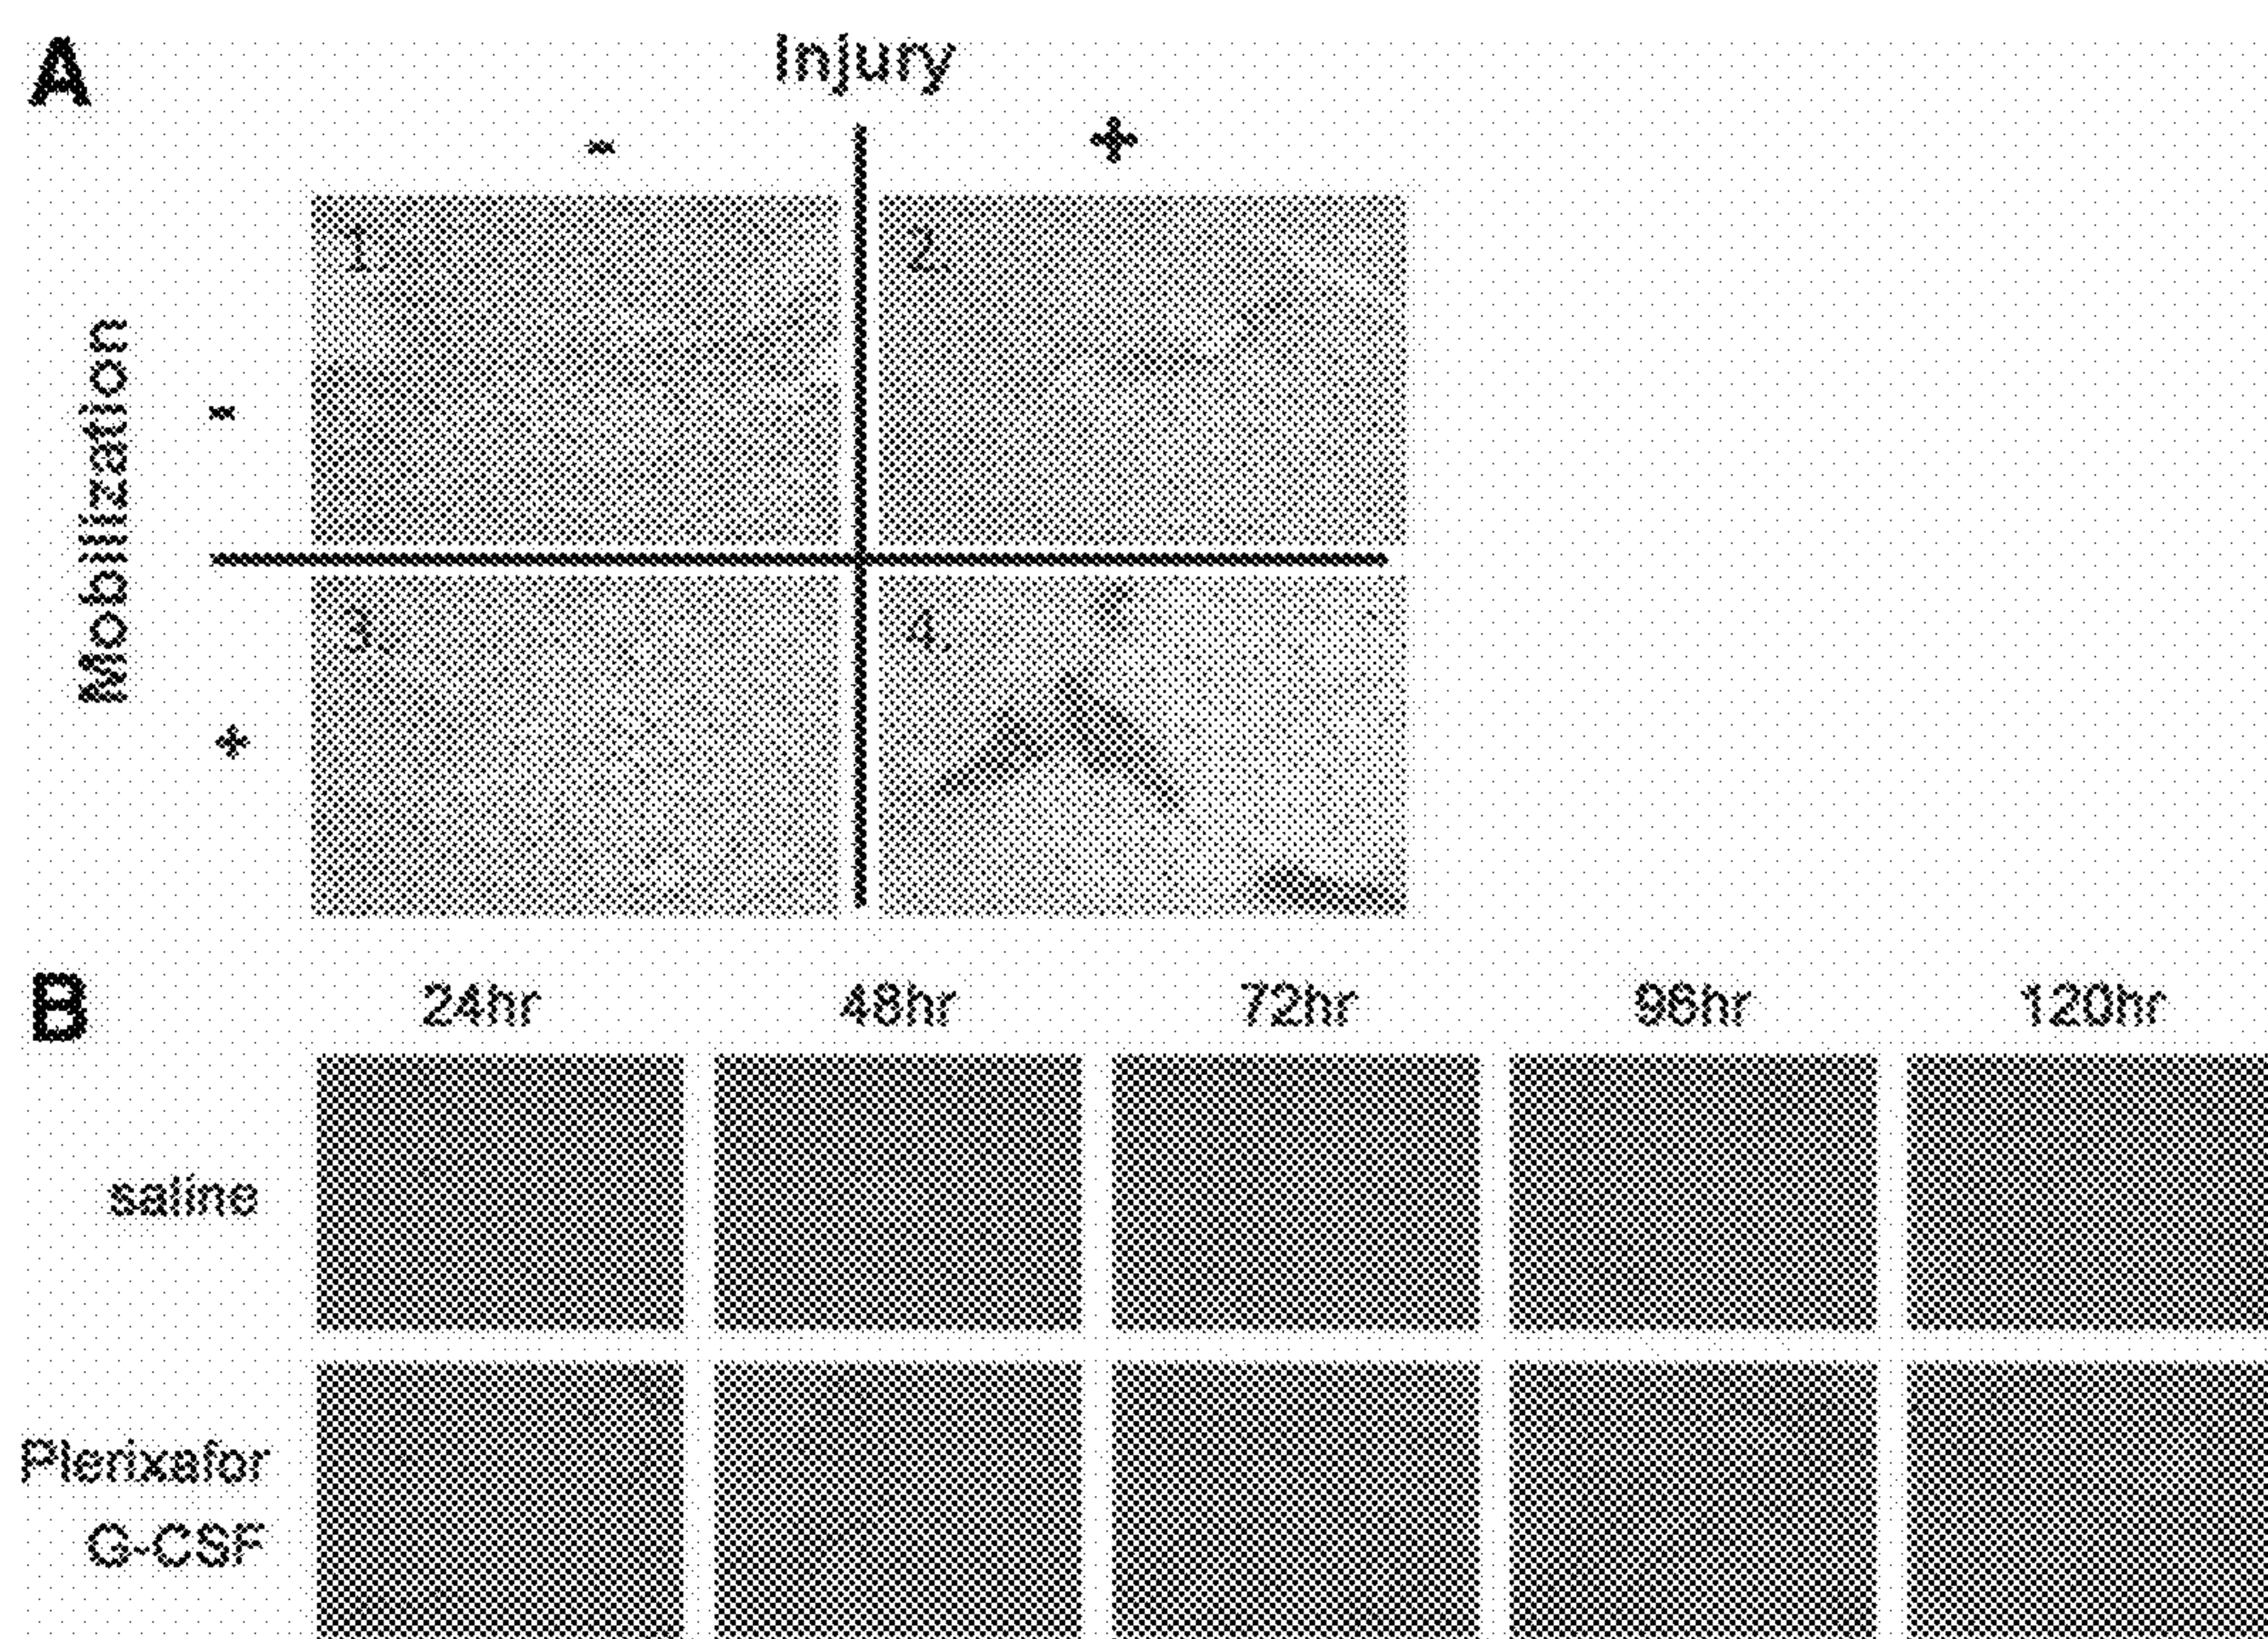 A
Injury
- +
1. 2.
Mobilization
-
3. 4.
+
B
24hr 48hr 72hr 96hr 120hr
saline
Plerixafor
G-CSF